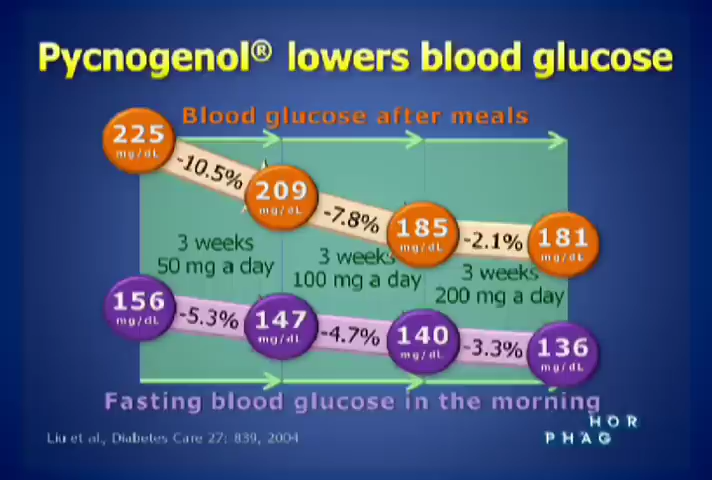 Pycnogenol® lowers blood glucose
Blood glucose after meals
225
mg/dL
-10.5%
209
mg/dL
-7.8%
185
mg/dL
-2.1%
181
mg/dL
3 weeks
50 mg a day
3 weeks
100 mg a day
3 weeks
200 mg a day
156
mg/dL
-5.3%
147
mg/dL
-4.7%
140
mg/dL
-3.3%
136
mg/dL
Fasting blood glucose in the morning
Liu et al., Diabetes Care 27: 839, 2004
HOR
PHAG